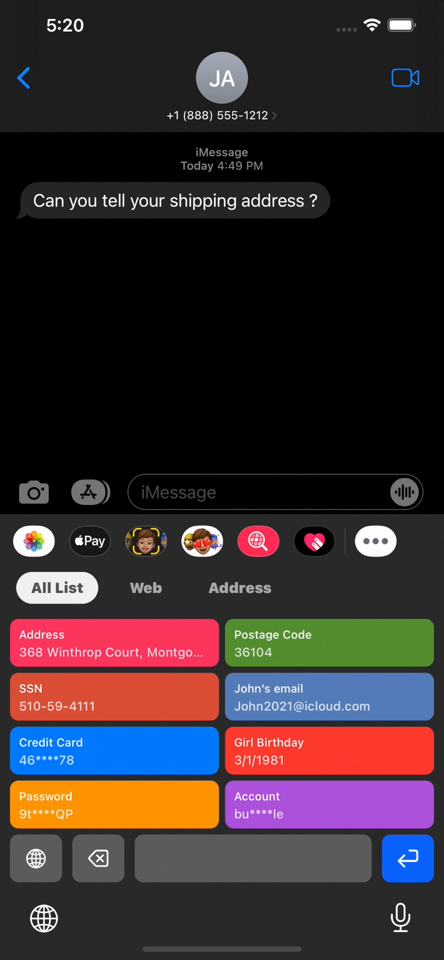 5:20
JA
+1 (888) 555-1212
iMessage
Today 4:49 PM
Can you tell your shipping address ?
iMessage
Pay
All List Web Address
Address
368 Winthrop Court, Montgo...
Postage Code
36104
SSN
510-59-4111
John's email
John2021@icloud.com
Credit Card
46****78
Girl Birthday
3/1/1981
Password
9t****QP
Account
bu****le